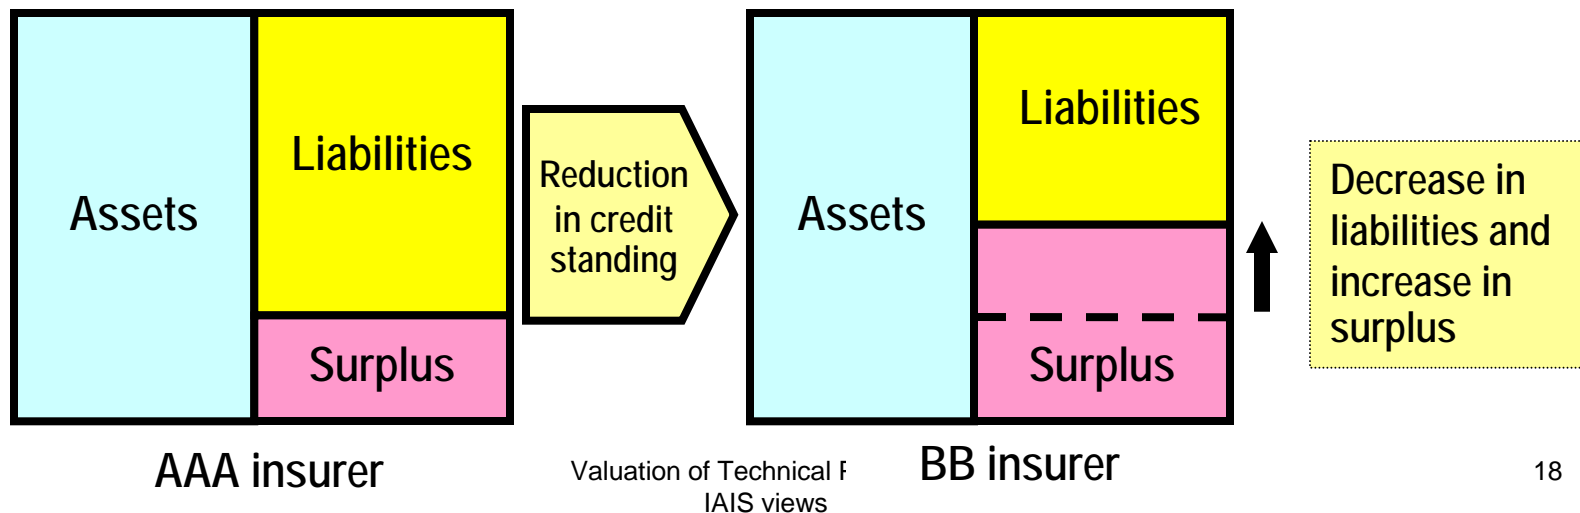 Assets
Liabilities
Surplus
AAA insurer
Reduction
in credit
standing
Assets
Liabilities
Surplus
BB insurer
Decrease in
liabilities and
increase in
surplus
Valuation of Technical
IAIS views
18